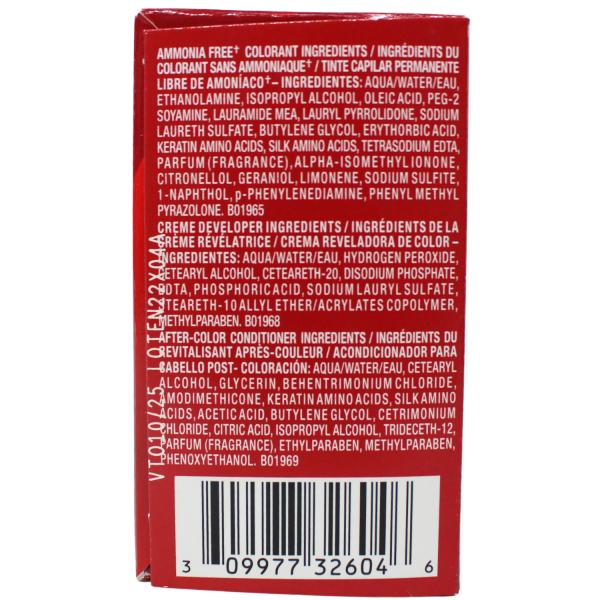 AMMONIA FREE† COLORANT INGREDIENTS / INGRÉDIENTS DU
COLORANT SANS AMMONIAQUE† / TINTE CAPILAR PERMANENTE
LIBRE DE AMONÍACO†– INGREDIENTES: AQUA/WATER/EAU,
ETHANOLAMINE, ISOPROPYL ALCOHOL, OLEIC ACID, PEG-2
SOYAMINE, LAURAMIDE MEA, LAURYL PYRROLIDONE, SODIUM
LAURETH SULFATE, BUTYLENE GLYCOL, ERYTHORBIC ACID,
KERATIN AMINO ACIDS, SILK AMINO ACIDS, TETRASODIUM EDTA,
PARFUM (FRAGRANCE), ALPHA-ISOMETHYL IONONE,
CITRONELLOL, GERANIOL, LIMONENE, SODIUM SULFITE,
1-NAPHTHOL, p-PHENYLENEDIAMINE, PHENYL METHYL
PYRAZOLONE. B01965
CREME DEVELOPER INGREDIENTS / INGRÉDIENTS DE LA
CRÈME RÉVÉLATRICE / CREMA REVELADORA DE COLOR –
INGREDIENTES: AQUA/WATER/EAU, HYDROGEN PEROXIDE,
CETEARYL ALCOHOL, CETEARETH-20, DISODIUM PHOSPHATE,
EDTA, PHOSPHORIC ACID, SODIUM LAURYL SULFATE,
STEARETH-10 ALLYL ETHER/ACRYLATES COPOLYMER,
METHYLPARABEN. B01968
AFTER-COLOR CONDITIONER INGREDIENTS / INGRÉDIENTS DU
REVITALISANT APRÈS-COULEUR / ACONDICIONADOR PARA
CABELLO POST- COLORACIÓN: AQUA/WATER/EAU, CETEARYL
ALCOHOL, GLYCERIN, BEHENTRIMONIUM CHLORIDE,
AMODIMETHICONE, KERATIN AMINO ACIDS, SILK AMINO
ACIDS, ACETIC ACID, BUTYLENE GLYCOL, CETRIMONIUM
CHLORIDE, CITRIC ACID, ISOPROPYL ALCOHOL, TRIDECETH-12,
PARFUM (FRAGRANCE), ETHYLPARABEN, METHYLPARABEN,
PHENOXYETHANOL. B01969
3 09977 32604 6